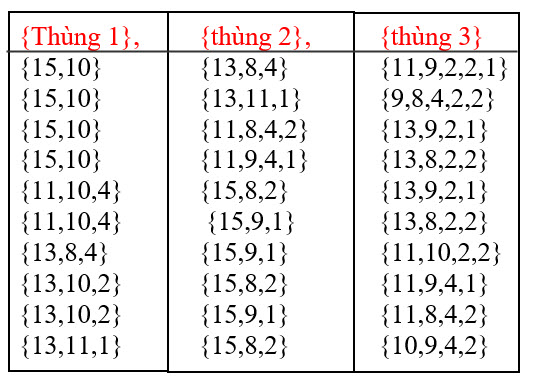 {Thùng 1}, {thùng 2}, {thùng 3}
{15,10} {13,8,4} {11,9,2,2,1}
{15,10} {13,11,1} {9,8,4,2,2}
{15,10} {11,8,4,2} {13,9,2,1}
{15,10} {11,9,4,1} {13,8,2,2}
{11,10,4} {15,8,2} {13,9,2,1}
{11,10,4} {15,9,1} {13,8,2,2}
{13,8,4} {15,9,1} {11,10,2,2}
{13,10,2} {15,8,2} {11,9,4,1}
{13,10,2} {15,9,1} {11,8,4,2}
{13,11,1} {15,8,2} {10,9,4,2}